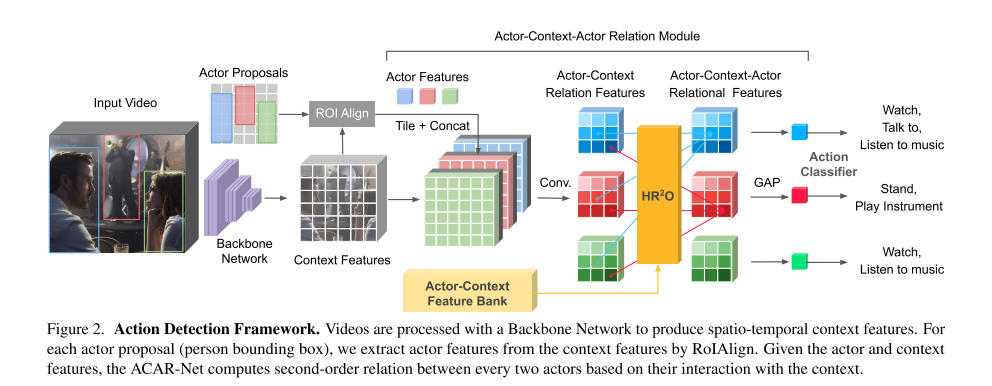 Actor-Context-Actor Relation Module
Actor Proposals
Input Video
ROI Align
Actor Features
Tile + Concat
Actor-Context
Relation Features
Actor-Context-Actor
Relational Features
Backbone
Network
Context Features
Conv.
HR²O
GAP
Action
Classifier
Watch,
Talk to,
Listen to music
Stand,
Play Instrument
Watch,
Listen to music
Actor-Context
Feature Bank
Figure 2. Action Detection Framework. Videos are processed with a Backbone Network to produce spatio-temporal context features. For
each actor proposal (person bounding box), we extract actor features from the context features by RoIAlign. Given the actor and context
features, the ACAR-Net computes second-order relation between every two actors based on their interaction with the context.